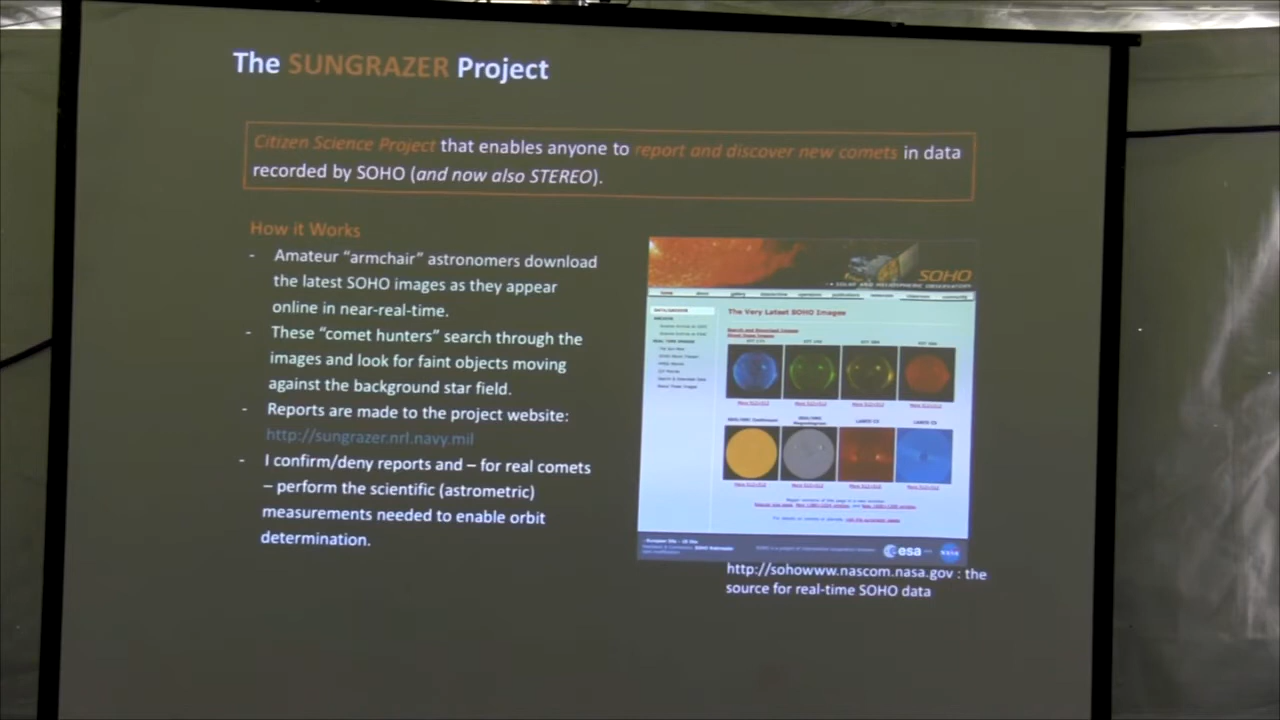 The SUNGRAZER Project
Citizen Science Project that enables anyone to report and discover new comets in data
recorded by SOHO (and now also STEREO).
How it Works
- Amateur “armchair” astronomers download
the latest SOHO images as they appear
online in near-real-time.
- These “comet hunters” search through the
images and look for faint objects moving
against the background star field.
- Reports are made to the project website:
http://sungrazer.nrl.navy.mil
- I confirm/deny reports and – for real comets
– perform the scientific (astrometric)
measurements needed to enable orbit
determination.
SOHO
SOLAR AND HELIOSPHERIC OBSERVATORY
The Very Latest SOHO Images
esa
NASA
http://sohowww.nascom.nasa.gov : the
source for real-time SOHO data